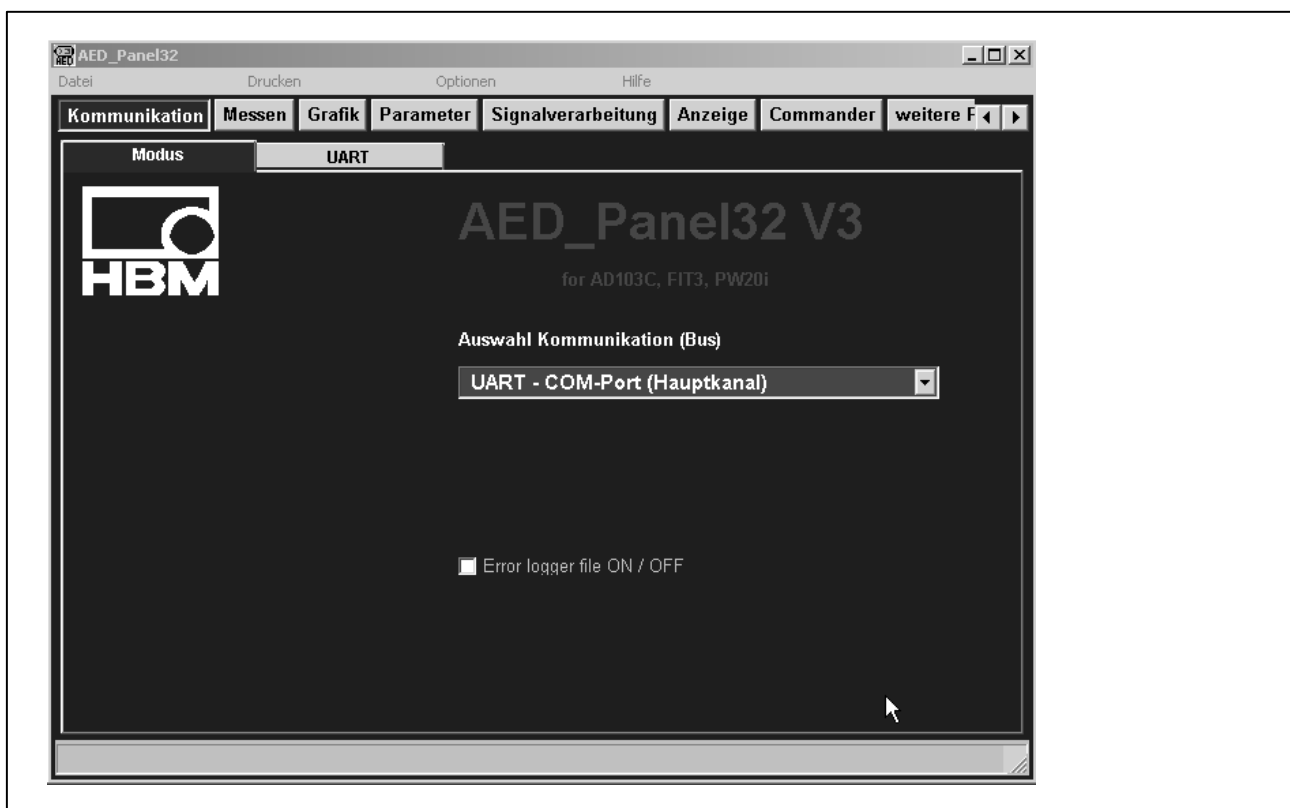 AED_Panel32
Datei Drucken Optionen Hilfe
Kommunikation Messen Grafik Parameter Signalverarbeitung Anzeige Commander weitere
Modus UART
HBM
AED_Panel32 V3
for AD103C, FIT3, PW20i
Auswahl Kommunikation (Bus)
UART - COM-Port (Hauptkanal)
Error logger file ON / OFF